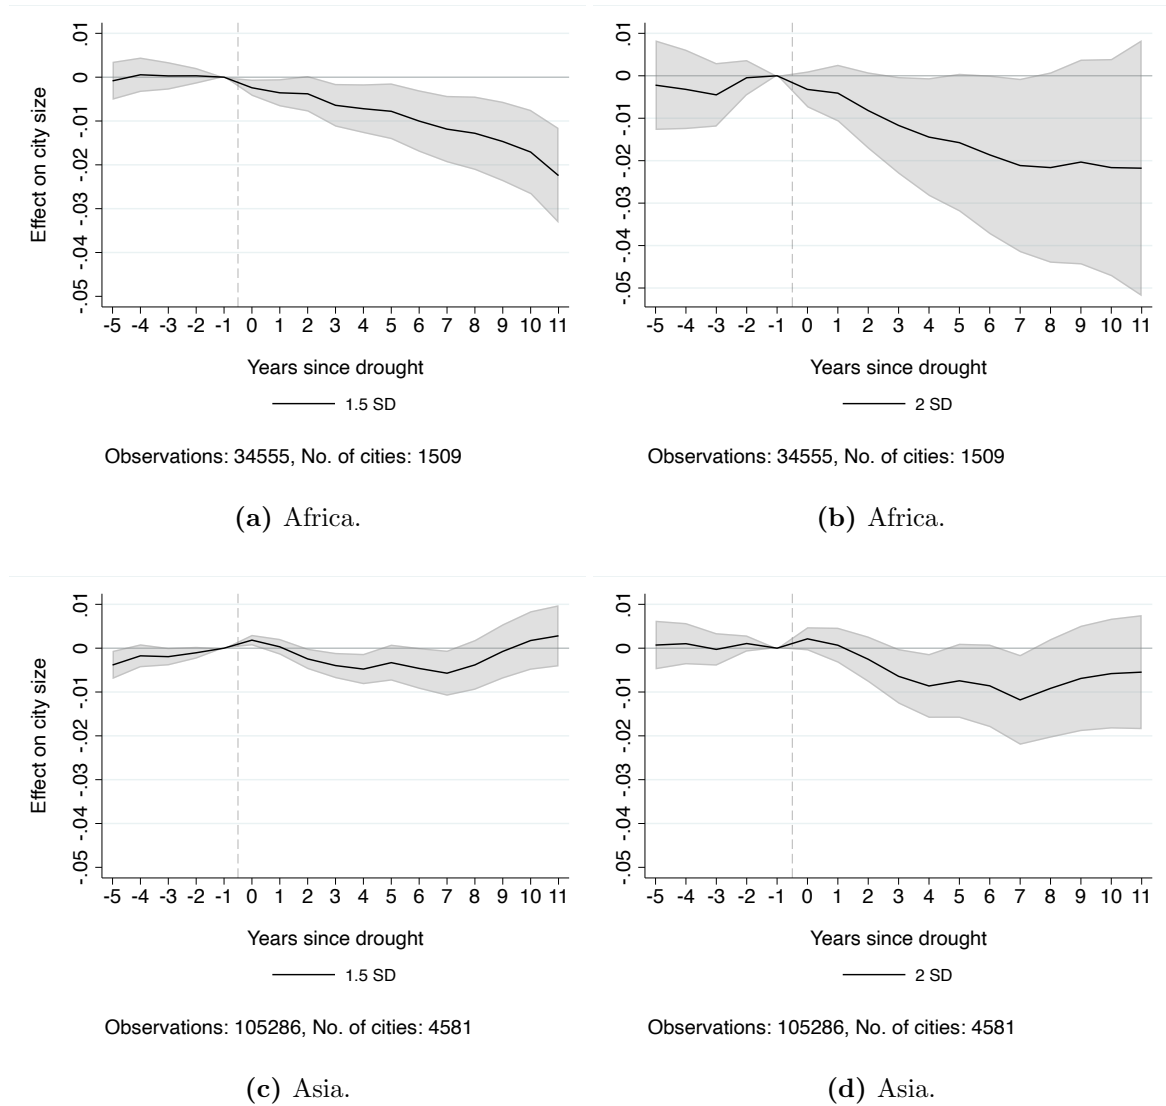 Effect on city size
.01
0
-.01
-.02
-.03
-.04
-.05
-5 -4 -3 -2 -1 0 1 2 3 4 5 6 7 8 9 10 11
Years since drought
1.5 SD
Observations: 34555, No. of cities: 1509
(a) Africa.
.01
0
-.01
-.02
-.03
-.04
-.05
-5 -4 -3 -2 -1 0 1 2 3 4 5 6 7 8 9 10 11
Years since drought
2 SD
Observations: 34555, No. of cities: 1509
(b) Africa.
Effect on city size
.01
0
-.01
-.02
-.03
-.04
-.05
-5 -4 -3 -2 -1 0 1 2 3 4 5 6 7 8 9 10 11
Years since drought
1.5 SD
Observations: 105286, No. of cities: 4581
(c) Asia.
.01
0
-.01
-.02
-.03
-.04
-.05
-5 -4 -3 -2 -1 0 1 2 3 4 5 6 7 8 9 10 11
Years since drought
2 SD
Observations: 105286, No. of cities: 4581
(d) Asia.